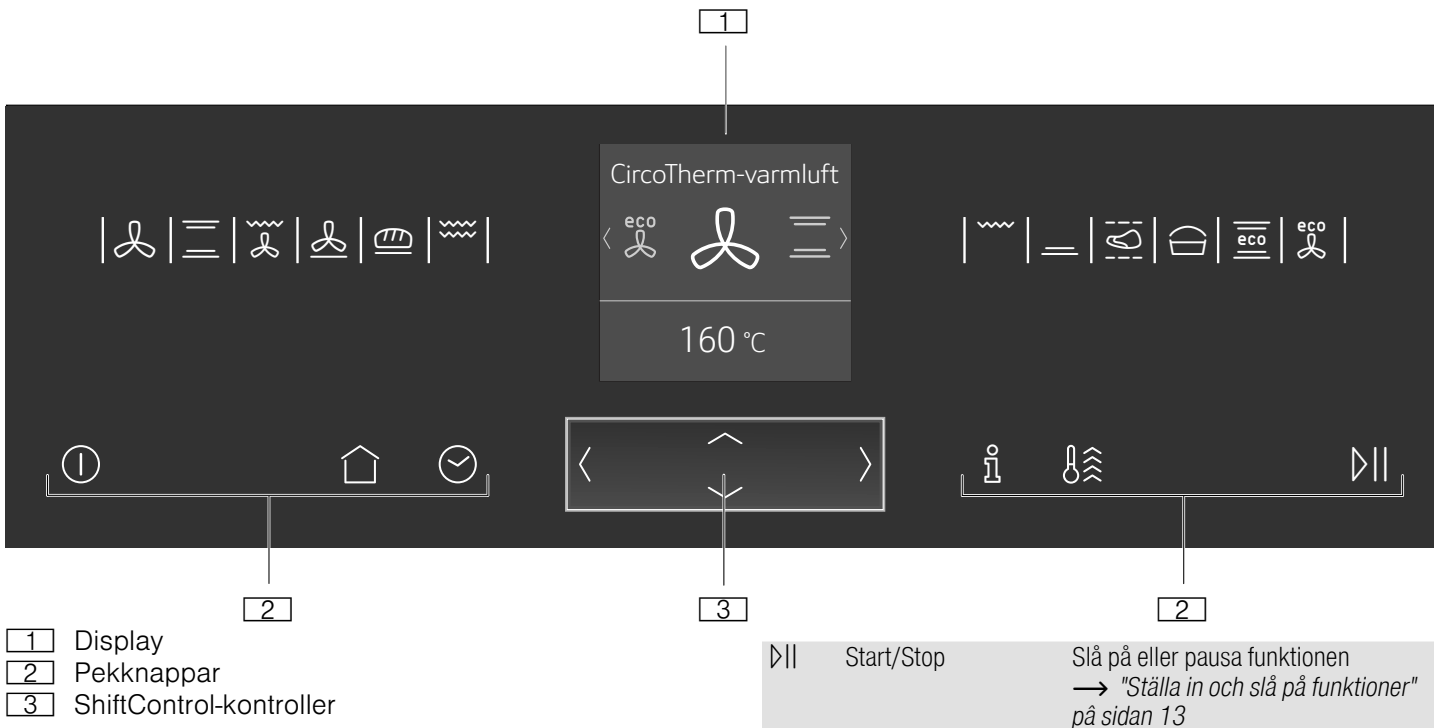 1
CircoTherm-varmluft
eco
eco
eco
160 °C
2
3
2
1 Display
2 Pekknappar
3 ShiftControl-kontroller
Start/Stop
Slå på eller pausa funktionen
→ "Ställa in och slå på funktioner"
på sidan 13